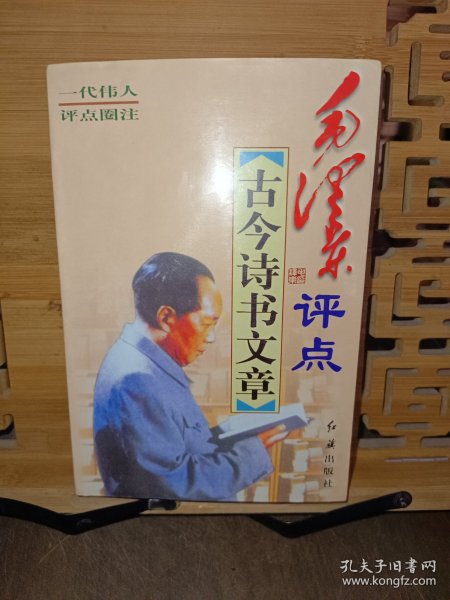 一代伟人
评点圈注
毛泽东
评点
【古今诗书文章】
红旗出版社
孔夫子旧书网
www.kongfz.com